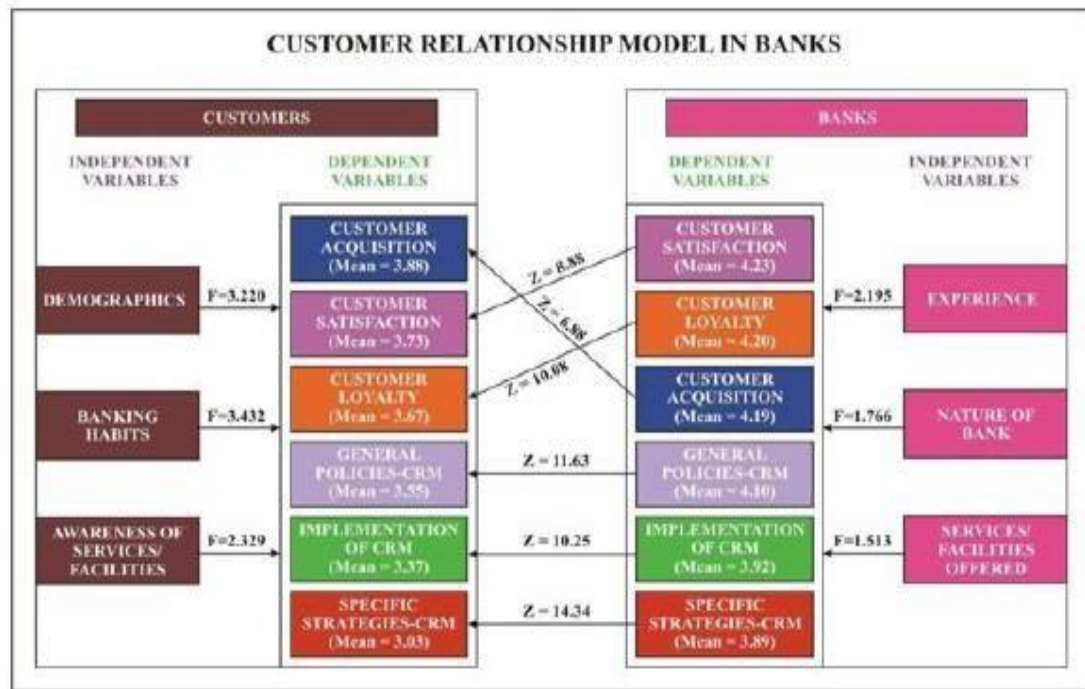 CUSTOMER RELATIONSHIP MODEL IN BANKS
CUSTOMERS
INDEPENDENT
VARIABLES
DEPENDENT
VARIABLES
DEMOGRAPHICS
F=3.220
BANKING
HABITS
F=3.432
AWARENESS OF
SERVICES/
FACILITIES
F=2.329
CUSTOMER
ACQUISITION
(Mean = 3.88)
CUSTOMER
SATISFACTION
(Mean = 3.73)
CUSTOMER
LOYALTY
(Mean = 3.67)
GENERAL
POLICIES-CRM
(Mean = 3.55)
IMPLEMENTATION
OF CRM
(Mean = 3.37)
SPECIFIC
STRATEGIES-CRM
(Mean = 3.03)
Z = 8.88
Z = 6.88
Z = 10.08
Z = 11.63
Z = 10.25
Z = 14.34
BANKS
DEPENDENT
VARIABLES
INDEPENDENT
VARIABLES
CUSTOMER
SATISFACTION
(Mean = 4.23)
CUSTOMER
LOYALTY
(Mean = 4.20)
CUSTOMER
ACQUISITION
(Mean = 4.19)
GENERAL
POLICIES-CRM
(Mean = 4.10)
IMPLEMENTATION
OF CRM
(Mean = 3.92)
SPECIFIC
STRATEGIES-CRM
(Mean = 3.89)
F=2.195
EXPERIENCE
F=1.766
NATURE OF
BANK
F=1.513
SERVICES/
FACILITIES
OFFERED